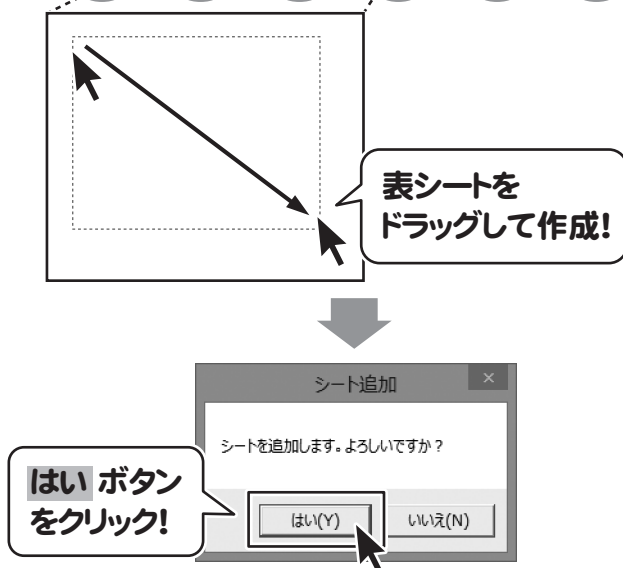 表シートを
ドラッグして作成!
シート追加
シートを追加します。よろしいですか?
はい ボタン
をクリック!
はい(Y)
いいえ(N)